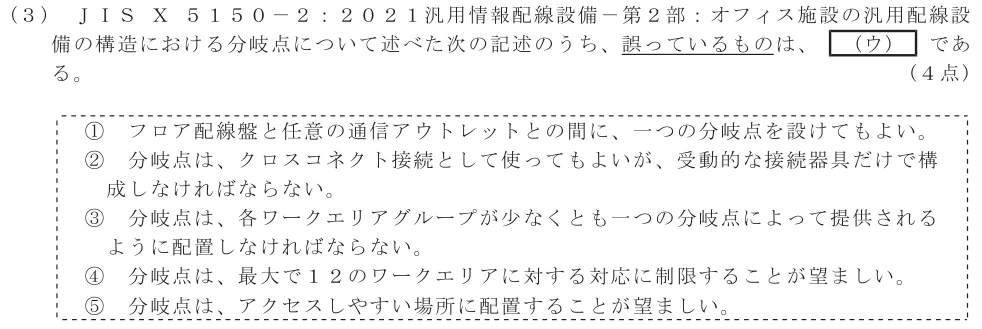 (3) JIS X 5150-2:2021汎用情報配線設備-第2部:オフィス施設の汎用配線設
備の構造における分岐点について述べた次の記述のうち、誤っているものは、 (ウ) であ
る。 (4点)
① フロア配線盤と任意の通信アウトレットとの間に、一つの分岐点を設けてもよい。
② 分岐点は、クロスコネクト接続として使ってもよいが、受動的な接続器具だけで構
成しなければならない。
③ 分岐点は、各ワークエリアグループが少なくとも一つの分岐点によって提供される
ように配置しなければならない。
④ 分岐点は、最大で12のワークエリアに対する対応に制限することが望ましい。
⑤ 分岐点は、アクセスしやすい場所に配置することが望ましい。